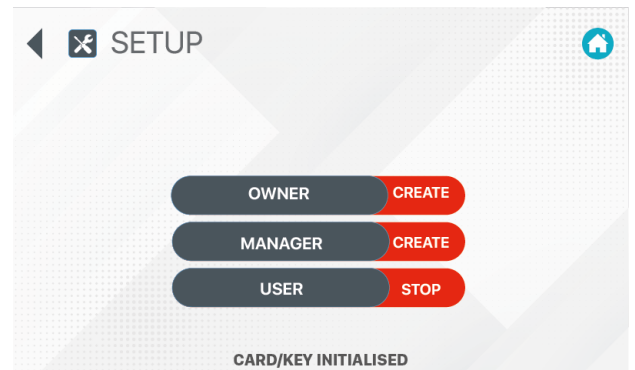 SETUP
OWNER CREATE
MANAGER CREATE
USER STOP
CARD/KEY INITIALISED